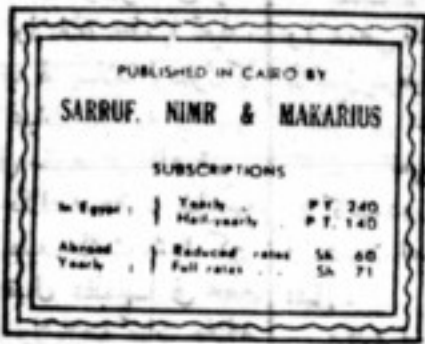 PUBLISHED IN CAIRO BY
SARRUF, NIMR & MAKARIUS
SUBSCRIPTIONS
In Egypt : } Yearly . . P T. 240
Half-yearly . P T. 140
Abroad } Reduced rates Sh. 60
Yearly : } Full rates . . Sh 71